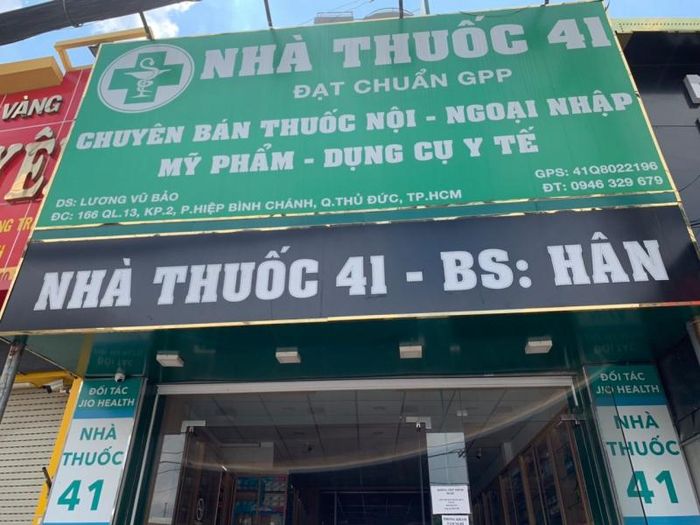 NHÀ THUỐC 41
ĐẠT CHUẨN GPP
CHUYÊN BÁN THUỐC NỘI - NGOẠI NHẬP
MỸ PHẨM - DỤNG CỤ Y TẾ
DS: LƯƠNG VŨ BẢO
ĐC: 166 QL.13, KP.2, P.HIỆP BÌNH CHÁNH, Q.THỦ ĐỨC, TP.HCM
GPS: 41Q8022196
ĐT: 0946 329 679
VÀNG
NHÀ THUỐC 41 - BS: HÂN
ĐỐI TÁC
JIO HEALTH
NHÀ
THUỐC
41
ĐỐI TÁC
JIO HEALTH
NHÀ
THUỐC
41